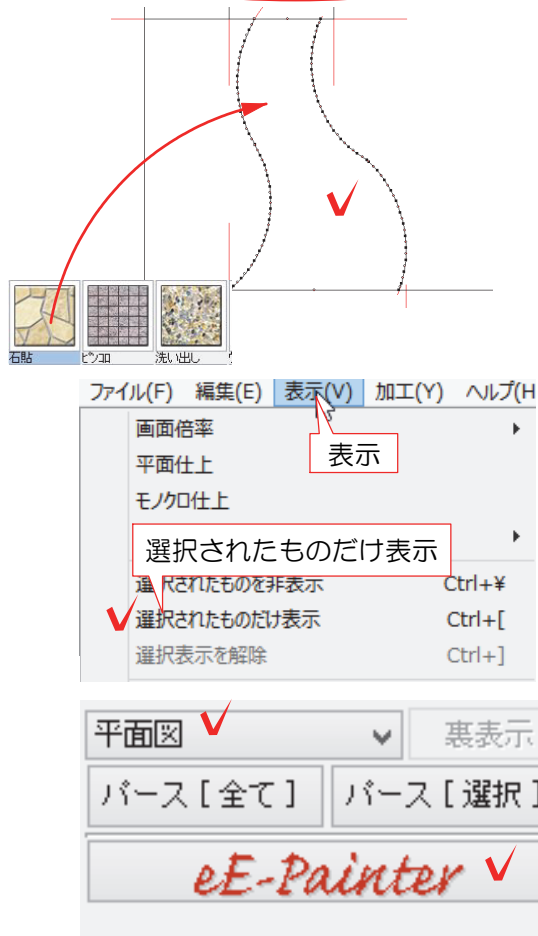 石貼 ピンコロ 洗い出し
ファイル(F) 編集(E) 表示(V) 加工(Y) ヘルプ(H
画面倍率
表示
平面仕上
モノクロ仕上
選択されたものだけ表示
選択されたものを非表示 Ctrl+¥
選択されたものだけ表示 Ctrl+[
選択表示を解除 Ctrl+]
平面図 裏表示
パース [ 全て ] パース [ 選択 ]
eE-Painter